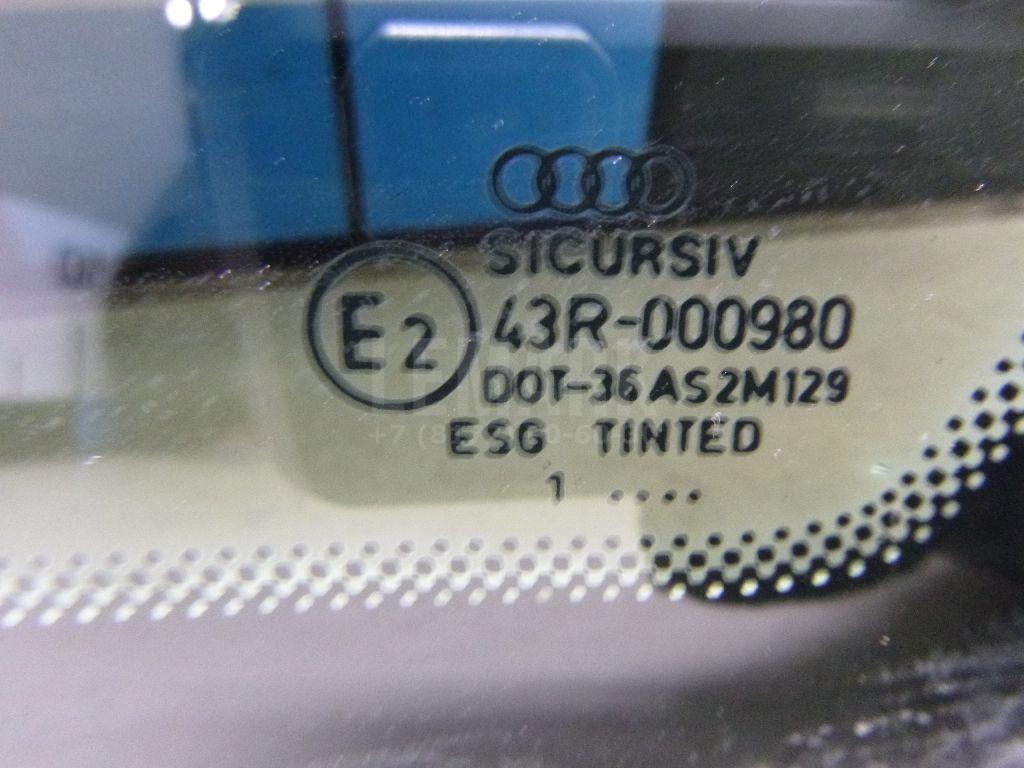 SICURSIV
E2
43R-000980
DOT-36 AS2M129
ESG TINTED
1 ....